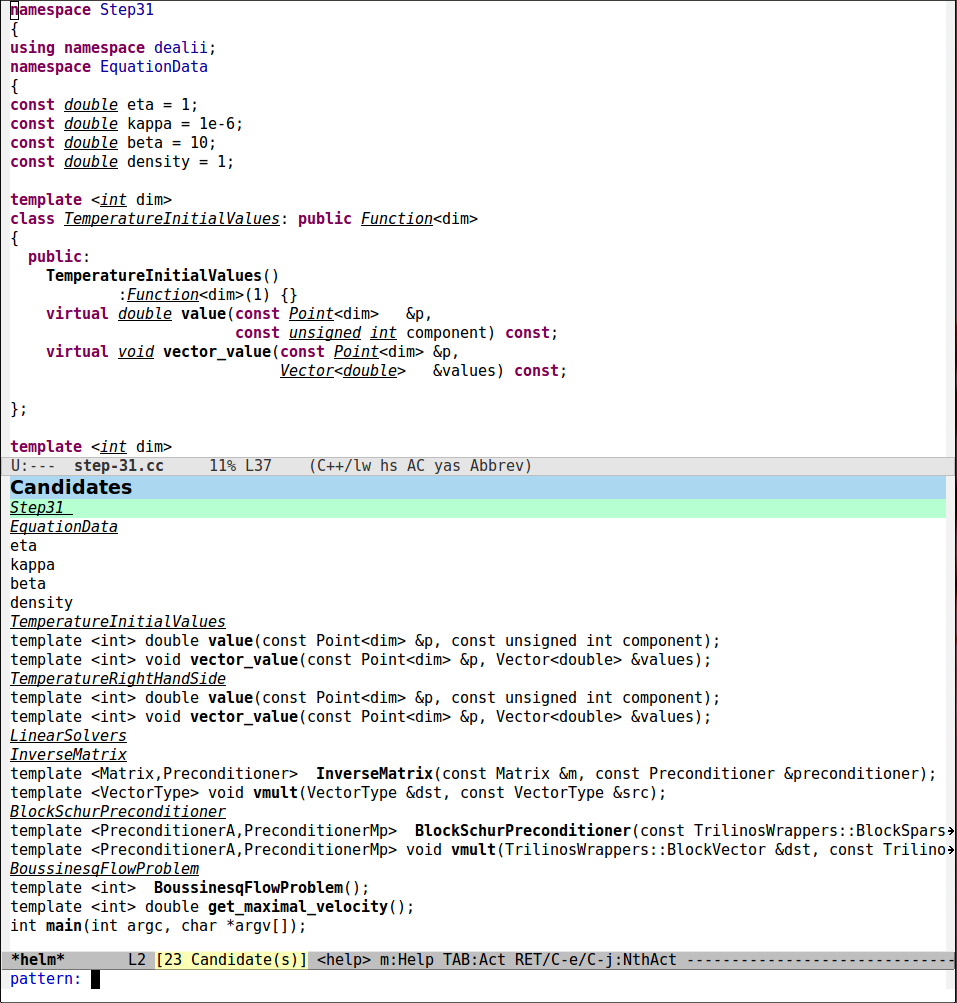 namespace Step31
{
using namespace dealii;
namespace EquationData
{
const double eta = 1;
const double kappa = 1e-6;
const double beta = 10;
const double density = 1;
template <int dim>
class TemperatureInitialValues: public Function<dim>
{
  public:
    TemperatureInitialValues()
            :Function<dim>(1) {}
    virtual double value(const Point<dim>   &p,
                         const unsigned int component) const;
    virtual void vector_value(const Point<dim> &p,
                              Vector<double>   &values) const;
};
template <int dim>
U:---  step-31.cc     11% L37    (C++/lw hs AC yas Abbrev)
Candidates
Step31
EquationData
eta
kappa
beta
density
TemperatureInitialValues
template <int> double value(const Point<dim> &p, const unsigned int component);
template <int> void vector_value(const Point<dim> &p, Vector<double> &values);
TemperatureRightHandSide
template <int> double value(const Point<dim> &p, const unsigned int component);
template <int> void vector_value(const Point<dim> &p, Vector<double> &values);
LinearSolvers
InverseMatrix
template <Matrix,Preconditioner>  InverseMatrix(const Matrix &m, const Preconditioner &preconditioner);
template <VectorType> void vmult(VectorType &dst, const VectorType &src);
BlockSchurPreconditioner
template <PreconditionerA,PreconditionerMp>  BlockSchurPreconditioner(const TrilinosWrappers::BlockSpars→
template <PreconditionerA,PreconditionerMp> void vmult(TrilinosWrappers::BlockVector &dst, const Trilino→
BoussinesqFlowProblem
template <int>  BoussinesqFlowProblem();
template <int> double get_maximal_velocity();
int main(int argc, char *argv[]);
*helm*       L2 [23 Candidate(s)] <help> m:Help TAB:Act RET/C-e/C-j:NthAct ------------------------------
pattern: